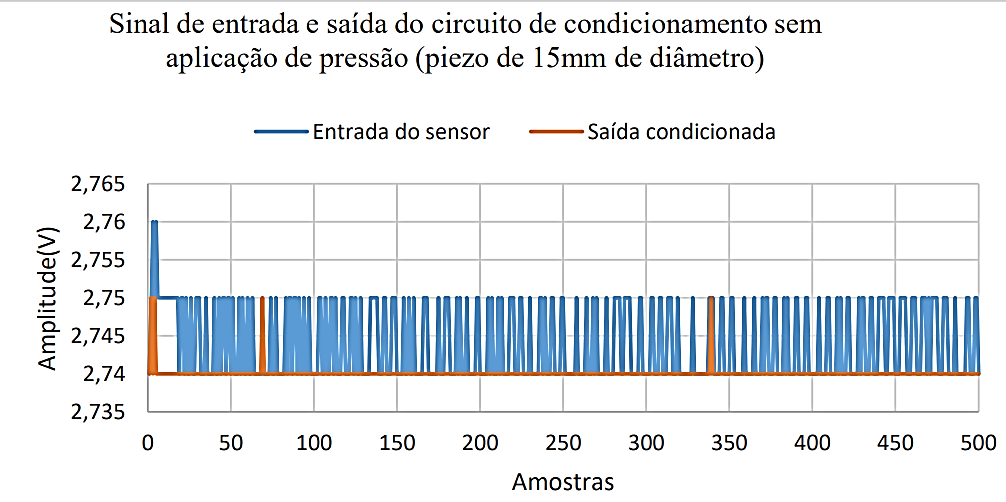 Sinal de entrada e saída do circuito de condicionamento sem
aplicação de pressão (piezo de 15mm de diâmetro)
Entrada do sensor
Saída condicionada
2,765
2,76
2,755
2,75
2,745
2,74
2,735
Amplitude(V)
0 50 100 150 200 250 300 350 400 450 500
Amostras